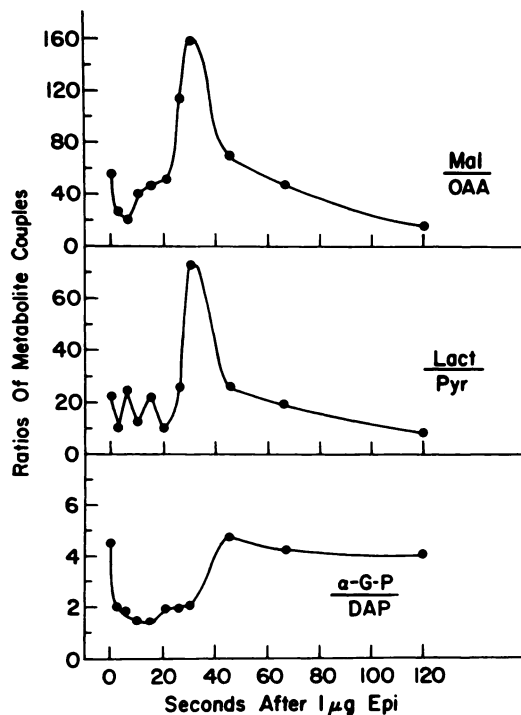 Ratios Of Metabolite Couples
160
120
80
40
0
Mal
OAA
60
40
20
0
Lact
Pyr
6
4
2
0
α-G-P
DAP
0 20 40 60 80 100 120
Seconds After 1 μg Epi